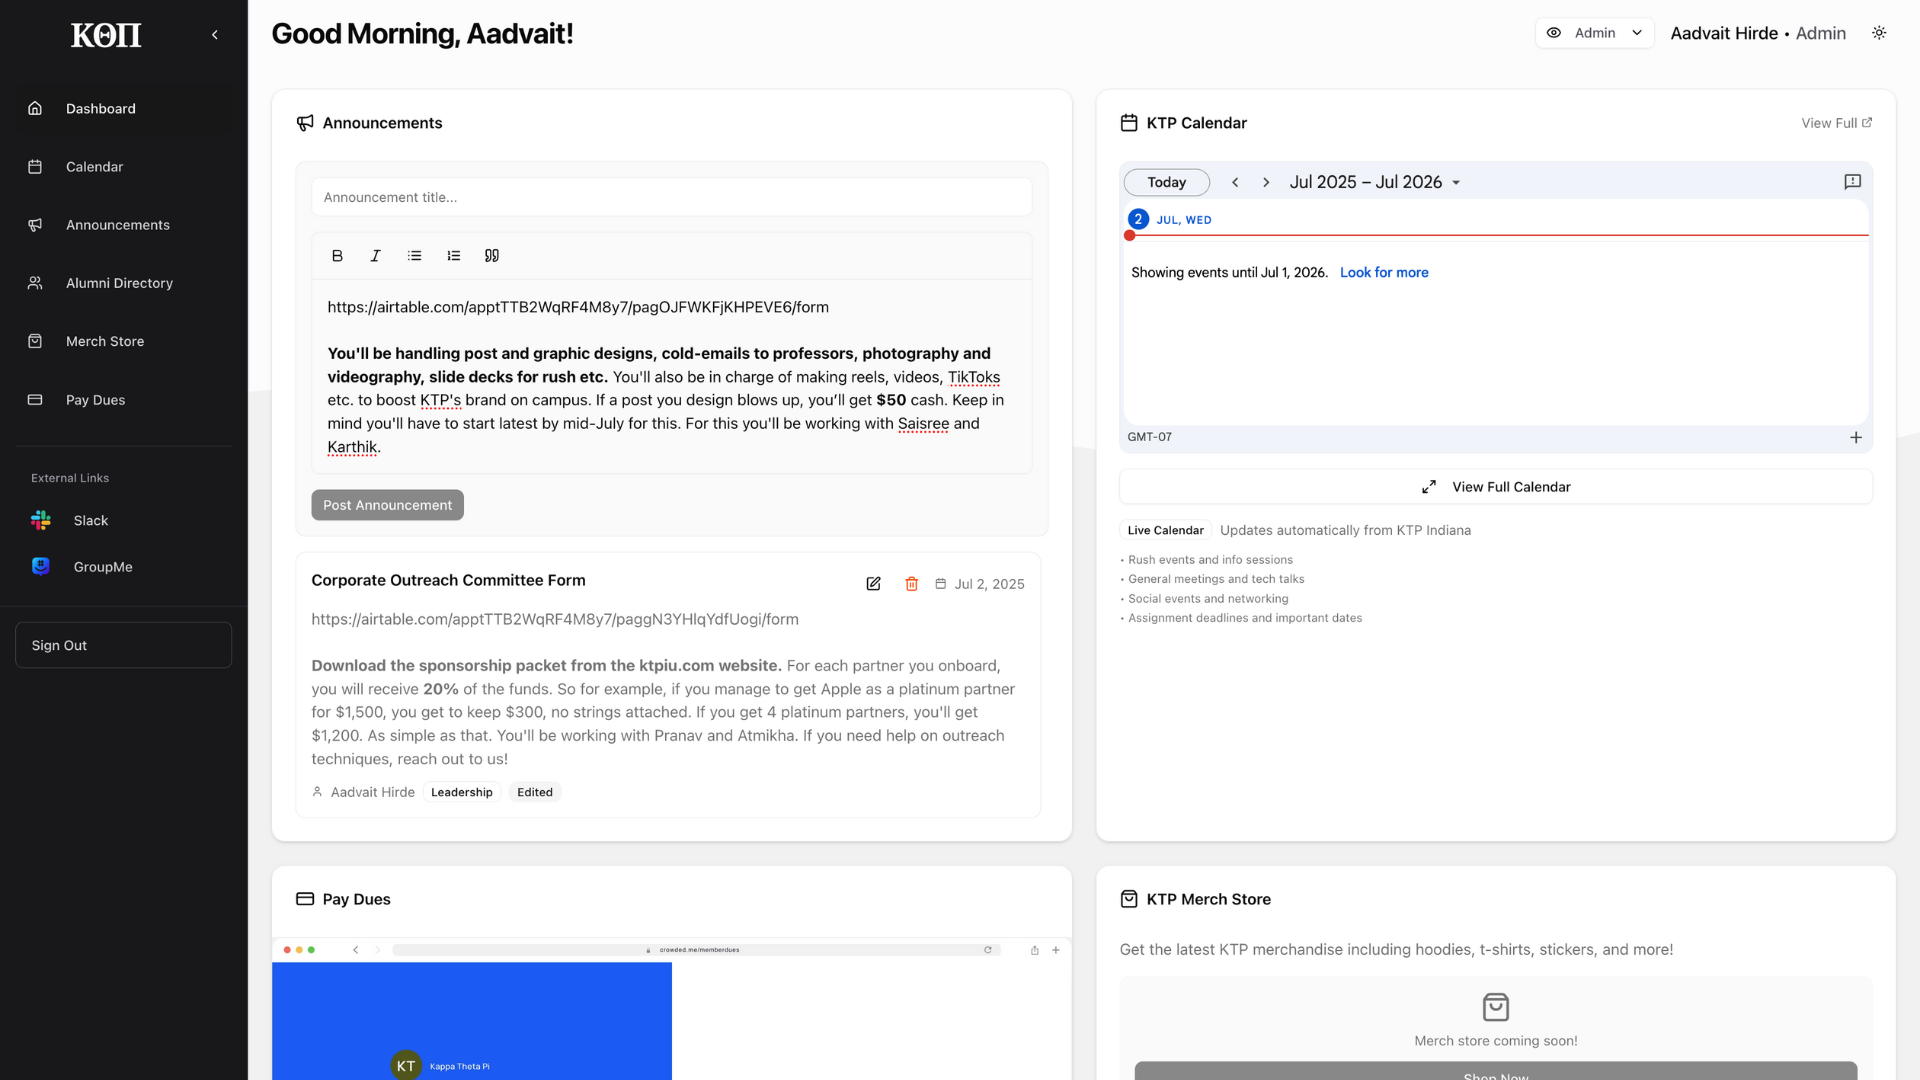 ΚΘΠ
Dashboard
Calendar
Announcements
Alumni Directory
Merch Store
Pay Dues
External Links
Slack
GroupMe
Sign Out
Good Morning, Aadvait!
Admin
Aadvait Hirde • Admin
Announcements
Announcement title...
B I
https://airtable.com/apptTTB2WqRF4M8y7/pagOJFWKFjKHPEVE6/form
You'll be handling post and graphic designs, cold-emails to professors, photography and
videography, slide decks for rush etc. You'll also be in charge of making reels, videos, TikToks
etc. to boost KTP's brand on campus. If a post you design blows up, you'll get $50 cash. Keep in
mind you'll have to start latest by mid-July for this. For this you'll be working with Saisree and
Karthik.
Post Announcement
Corporate Outreach Committee Form
Jul 2, 2025
https://airtable.com/apptTTB2WqRF4M8y7/paggN3YHlqYdfUogi/form
Download the sponsorship packet from the ktpiu.com website. For each partner you onboard,
you will receive 20% of the funds. So for example, if you manage to get Apple as a platinum partner
for $1,500, you get to keep $300, no strings attached. If you get 4 platinum partners, you'll get
$1,200. As simple as that. You'll be working with Pranav and Atmikha. If you need help on outreach
techniques, reach out to us!
Aadvait Hirde Leadership Edited
KTP Calendar
View Full
Today
Jul 2025 – Jul 2026
2 JUL, WED
Showing events until Jul 1, 2026. Look for more
GMT-07
View Full Calendar
Live Calendar Updates automatically from KTP Indiana
• Rush events and info sessions
• General meetings and tech talks
• Social events and networking
• Assignment deadlines and important dates
Pay Dues
crowded.me/memberdues
KT Kappa Theta Pi
KTP Merch Store
Get the latest KTP merchandise including hoodies, t-shirts, stickers, and more!
Merch store coming soon!
Shop Now